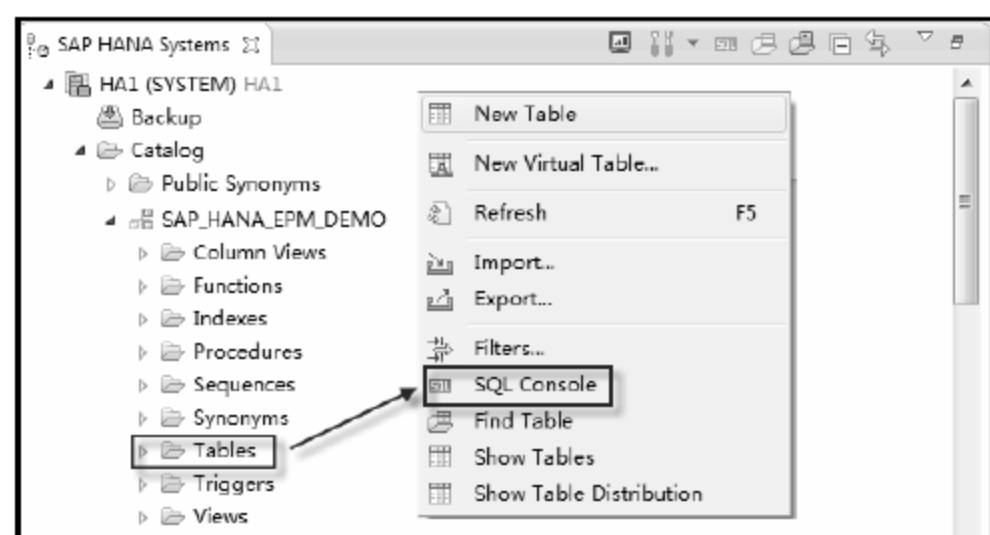 SAP HANA Systems
HA1 (SYSTEM) HA1
Backup
Catalog
Public Synonyms
SAP_HANA_EPM_DEMO
Column Views
Functions
Indexes
Procedures
Sequences
Synonyms
Tables
Triggers
Views
New Table
New Virtual Table...
Refresh F5
Import...
Export...
Filters...
SQL Console
Find Table
Show Tables
Show Table Distribution